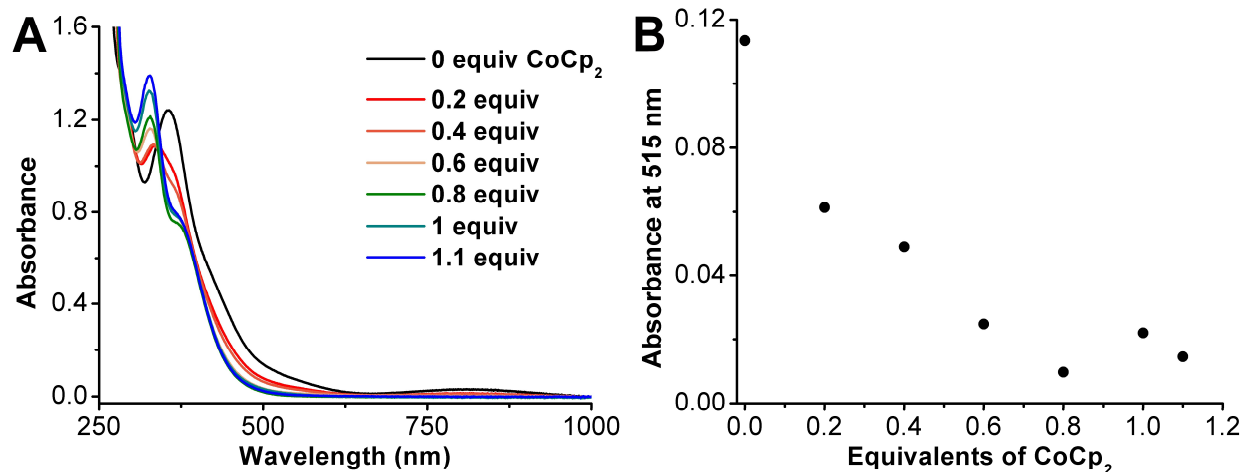 A
0 equiv CoCp2
0.2 equiv
0.4 equiv
0.6 equiv
0.8 equiv
1 equiv
1.1 equiv
1.6
1.2
0.8
0.4
0.0
Absorbance
250
500
750
1000
Wavelength (nm)
B
0.12
0.08
0.04
0.00
Absorbance at 515 nm
0.0
0.2
0.4
0.6
0.8
1.0
1.2
Equivalents of CoCp2